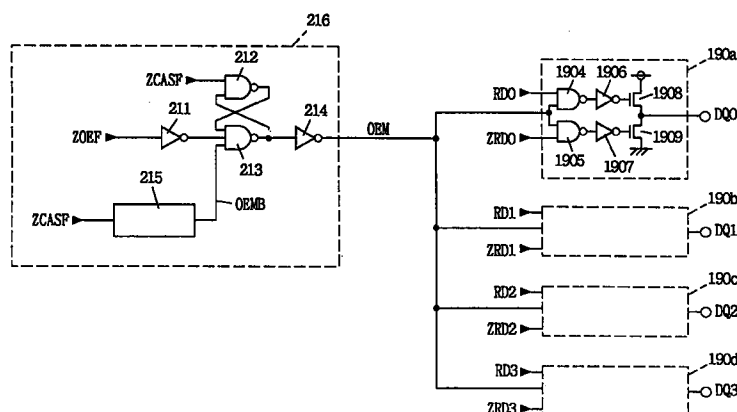 216
212
ZCASF
211
214
ZOEF
OEM
213
215
OEMB
ZCASF
190a
1904
1906
RD0
1908
DQ0
ZRD0
1909
1905
1907
190b
RD1
DQ1
ZRD1
190c
RD2
DQ2
ZRD2
190d
RD3
DQ3
ZRD3